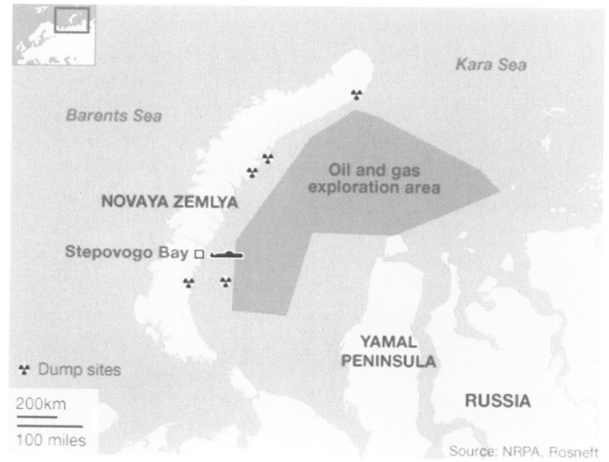 Kara Sea
Barents Sea
Oil and gas
exploration area
NOVAYA ZEMLYA
Stepovogo Bay
YAMAL
PENINSULA
Dump sites
200km
100 miles
RUSSIA
Source: NRPA, Rosneft